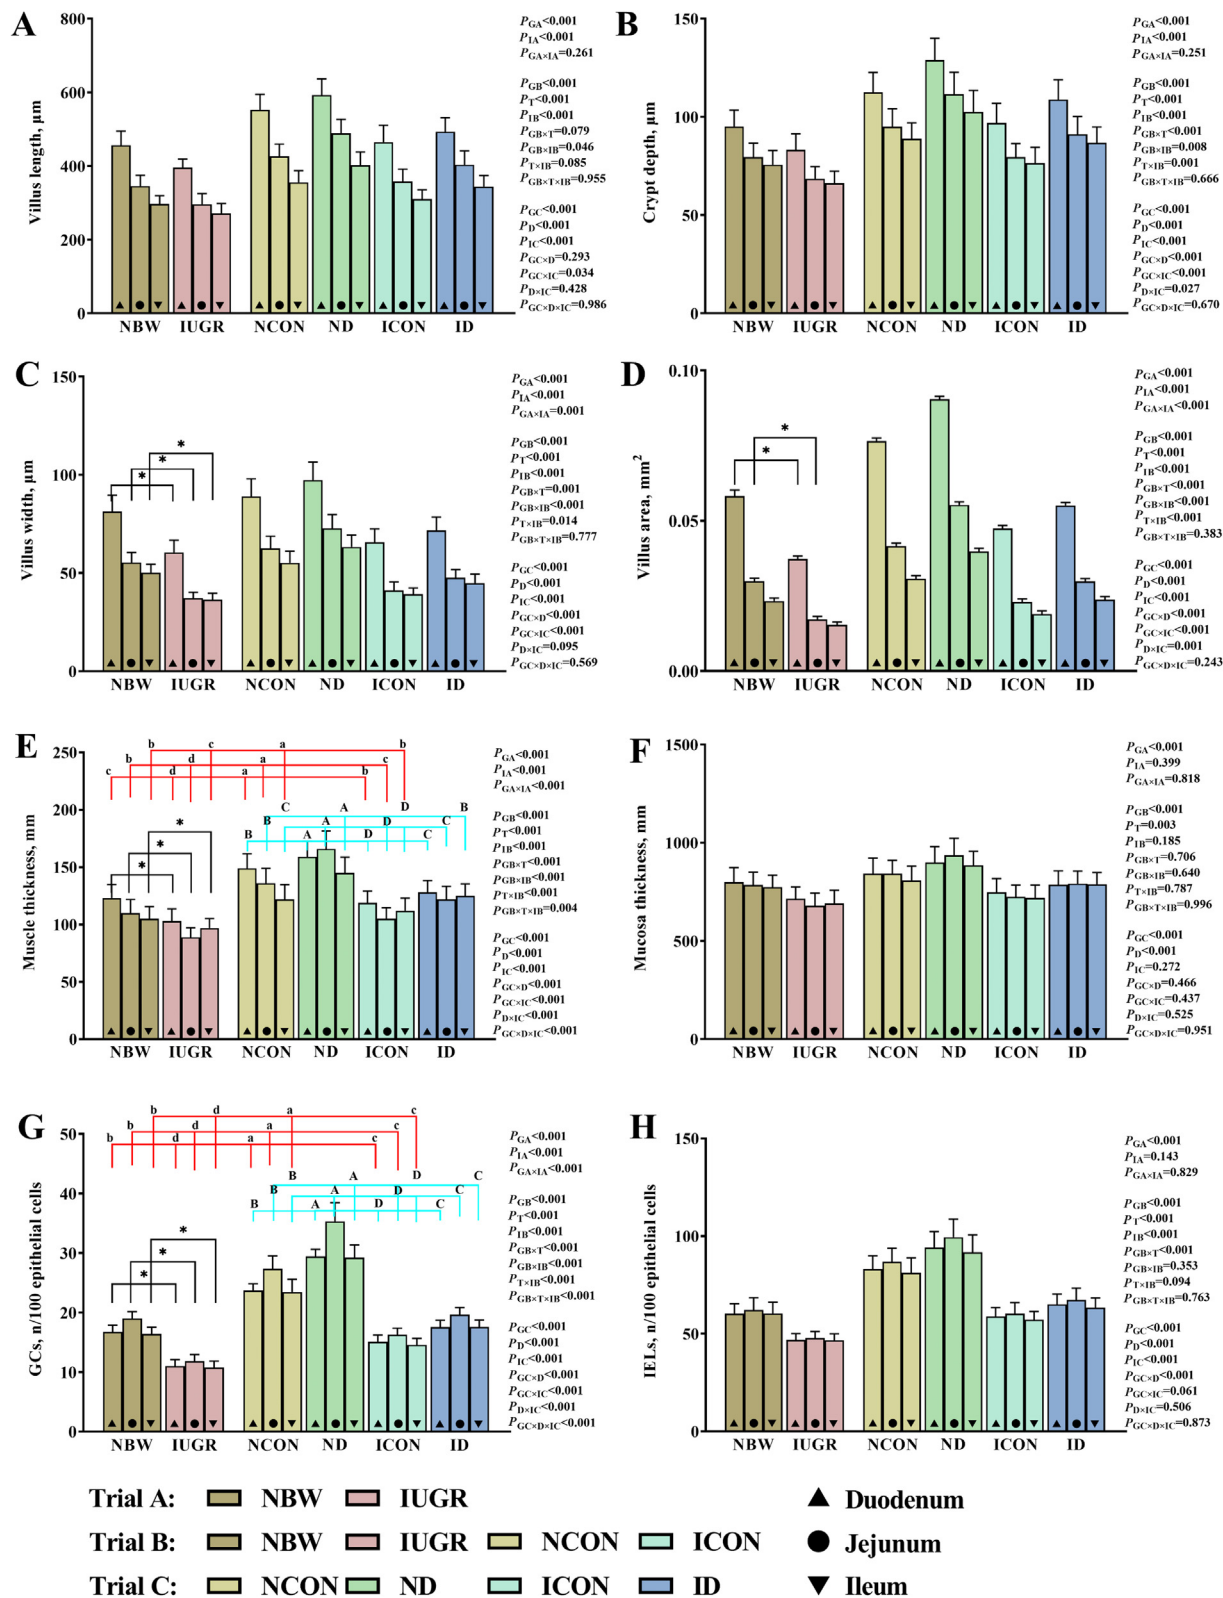 A
Villus length, μm
800
600
400
200
0
NBW IUGR NCON ND ICON ID
PGA<0.001
PIA<0.001
PGA×IA=0.261
PGB<0.001
PT<0.001
PIB<0.001
PGB×T=0.079
PGB×IB=0.046
PT×IB=0.085
PGB×T×IB=0.955
PGC<0.001
PD<0.001
PIC<0.001
PGC×D=0.293
PGC×IC=0.034
PD×IC=0.428
PGC×D×IC=0.986
B
Crypt depth, μm
150
100
50
0
NBW IUGR NCON ND ICON ID
PGA<0.001
PIA<0.001
PGA×IA=0.251
PGB<0.001
PT<0.001
PIB<0.001
PGB×T<0.001
PGB×IB=0.008
PT×IB=0.001
PGB×T×IB=0.666
PGC<0.001
PD<0.001
PIC<0.001
PGC×D<0.001
PGC×IC<0.001
PD×IC=0.027
PGC×D×IC=0.670
C
Villus width, μm
150
100
50
0
* * *
NBW IUGR NCON ND ICON ID
PGA<0.001
PIA<0.001
PGA×IA=0.001
PGB<0.001
PT<0.001
PIB<0.001
PGB×T=0.001
PGB×IB<0.001
PT×IB=0.014
PGB×T×IB=0.777
PGC<0.001
PD<0.001
PIC<0.001
PGC×D<0.001
PGC×IC<0.001
PD×IC=0.095
PGC×D×IC=0.569
D
Villus area, mm2
0.10
0.05
0.00
* *
NBW IUGR NCON ND ICON ID
PGA<0.001
PIA<0.001
PGA×IA<0.001
PGB<0.001
PT<0.001
PIB<0.001
PGB×T<0.001
PGB×IB<0.001
PT×IB<0.001
PGB×T×IB=0.383
PGC<0.001
PD<0.001
PIC<0.001
PGC×D<0.001
PGC×IC<0.001
PD×IC=0.001
PGC×D×IC=0.243
E
Muscle thickness, mm
250
200
150
100
50
0
b c a b
b d a c
c d a b
C A D B
B A D C
B A D C
* * *
NBW IUGR NCON ND ICON ID
PGA<0.001
PIA<0.001
PGA×IA<0.001
PGB<0.001
PT<0.001
PIB<0.001
PGB×T<0.001
PGB×IB<0.001
PT×IB<0.001
PGB×T×IB=0.004
PGC<0.001
PD<0.001
PIC<0.001
PGC×D<0.001
PGC×IC<0.001
PD×IC<0.001
PGC×D×IC<0.001
F
Mucosa thickness, mm
1500
1000
500
0
NBW IUGR NCON ND ICON ID
PGA<0.001
PIA=0.399
PGA×IA=0.818
PGB<0.001
PT=0.003
PIB=0.185
PGB×T=0.706
PGB×IB=0.640
PT×IB=0.787
PGB×T×IB=0.996
PGC<0.001
PD<0.001
PIC=0.272
PGC×D=0.466
PGC×IC=0.437
PD×IC=0.525
PGC×D×IC=0.951
G
GCs, n/100 epithelial cells
50
40
30
20
10
0
b d a c
b d a c
b d a c
B A D C
B A D C
B A D C
* * *
NBW IUGR NCON ND ICON ID
PGA<0.001
PIA<0.001
PGA×IA<0.001
PGB<0.001
PT<0.001
PIB<0.001
PGB×T<0.001
PGB×IB<0.001
PT×IB<0.001
PGB×T×IB<0.001
PGC<0.001
PD<0.001
PIC<0.001
PGC×D<0.001
PGC×IC<0.001
PD×IC<0.001
PGC×D×IC<0.001
H
IELs, n/100 epithelial cells
150
100
50
0
NBW IUGR NCON ND ICON ID
PGA<0.001
PIA=0.143
PGA×IA=0.829
PGB<0.001
PT<0.001
PIB<0.001
PGB×T<0.001
PGB×IB=0.353
PT×IB=0.094
PGB×T×IB=0.763
PGC<0.001
PD<0.001
PIC<0.001
PGC×D<0.001
PGC×IC=0.061
PD×IC=0.506
PGC×D×IC=0.873
Trial A: NBW IUGR Duodenum
Trial B: NBW IUGR NCON ICON Jejunum
Trial C: NCON ND ICON ID Ileum